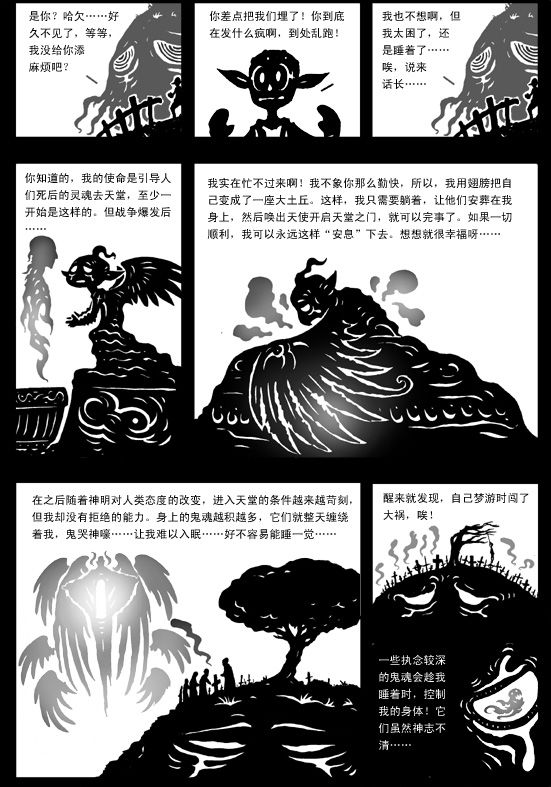 是你？哈欠……好
久不见了，等等，
我没给你添
麻烦吧？
你差点把我们埋了！你到底
在发什么疯啊，到处乱跑！
我也不想啊，但
我太困了，还
是睡着了……
唉，说来
话长……
你知道的，我的使命是引导人
们死后的灵魂去天堂，至少一
开始是这样的。但战争爆发后
……
我实在忙不过来啊！我不象你那么勤快，所以，我用翅膀把自
己变成了一座大土丘。这样，我只需要躺着，让他们安葬在我
身上，然后唤出天使开启天堂之门，就可以完事了。如果一切
顺利，我可以永远这样“安息”下去。想想就很幸福呀……
在之后随着神明对人类态度的改变，进入天堂的条件越来越苛刻，
但我却没有拒绝的能力。身上的鬼魂越积越多，它们就整天缠绕
着我，鬼哭神嚎……让我难以入眠……好不容易能睡一觉……
醒来就发现，自己梦游时闯了
大祸，唉！
一些执念较深
的鬼魂会趁我
睡着时，控制
我的身体！它
们虽然神志不
清……